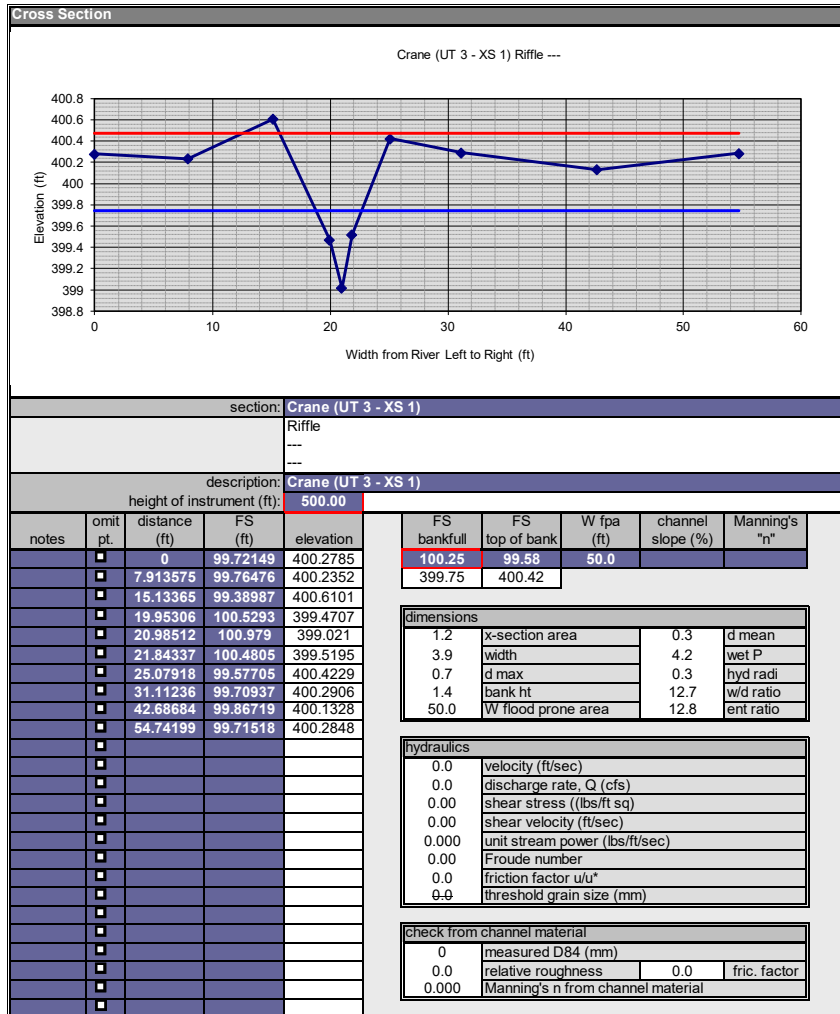 Cross Section
Crane (UT 3 - XS 1) Riffle ---
400.8
400.6
400.4
400.2
400
399.8
399.6
399.4
399.2
399
398.8
Elevation (ft)
0 10 20 30 40 50 60
Width from River Left to Right (ft)
section: Crane (UT 3 - XS 1)
Riffle
---
---
description: Crane (UT 3 - XS 1)
height of instrument (ft): 500.00
omit distance FS FS FS W fpa channel Manning's
notes pt. (ft) (ft) elevation bankfull top of bank (ft) slope (%) "n"
0 99.72149 400.2785 100.25 99.58 50.0
7.913575 99.76476 400.2352 399.75 400.42
15.13365 99.38987 400.6101
19.95306 100.5293 399.4707 dimensions
20.98512 100.979 399.021 1.2 x-section area 0.3 d mean
21.84337 100.4805 399.5195 3.9 width 4.2 wet P
25.07918 99.57705 400.4229 0.7 d max 0.3 hyd radi
31.11236 99.70937 400.2906 1.4 bank ht 12.7 w/d ratio
42.68684 99.86719 400.1328 50.0 W flood prone area 12.8 ent ratio
54.74199 99.71518 400.2848
hydraulics
0.0 velocity (ft/sec)
0.0 discharge rate, Q (cfs)
0.00 shear stress ((lbs/ft sq)
0.00 shear velocity (ft/sec)
0.000 unit stream power (lbs/ft/sec)
0.00 Froude number
0.0 friction factor u/u*
0.0 threshold grain size (mm)
check from channel material
0 measured D84 (mm)
0.0 relative roughness 0.0 fric. factor
0.000 Manning's n from channel material